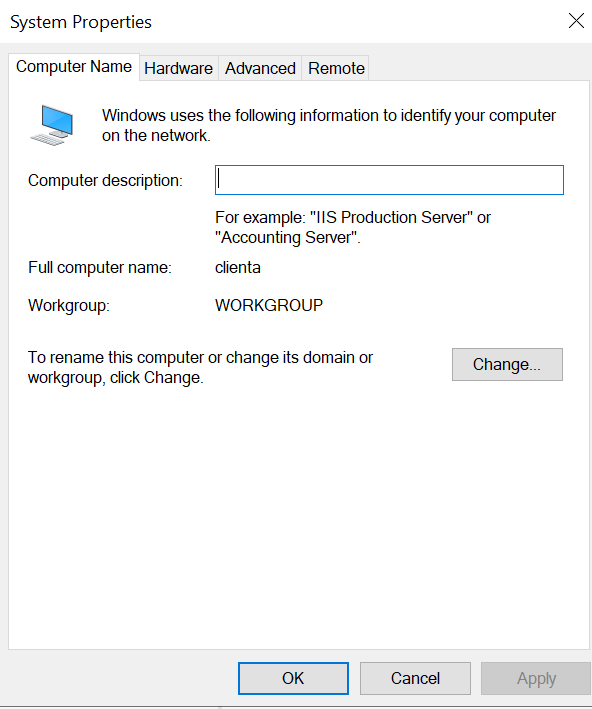 System Properties
Computer Name
Hardware
Advanced
Remote
Windows uses the following information to identify your computer
on the network.
Computer description:
For example: "IIS Production Server" or
"Accounting Server".
Full computer name:
clienta
Workgroup:
WORKGROUP
To rename this computer or change its domain or
workgroup, click Change.
Change...
OK
Cancel
Apply